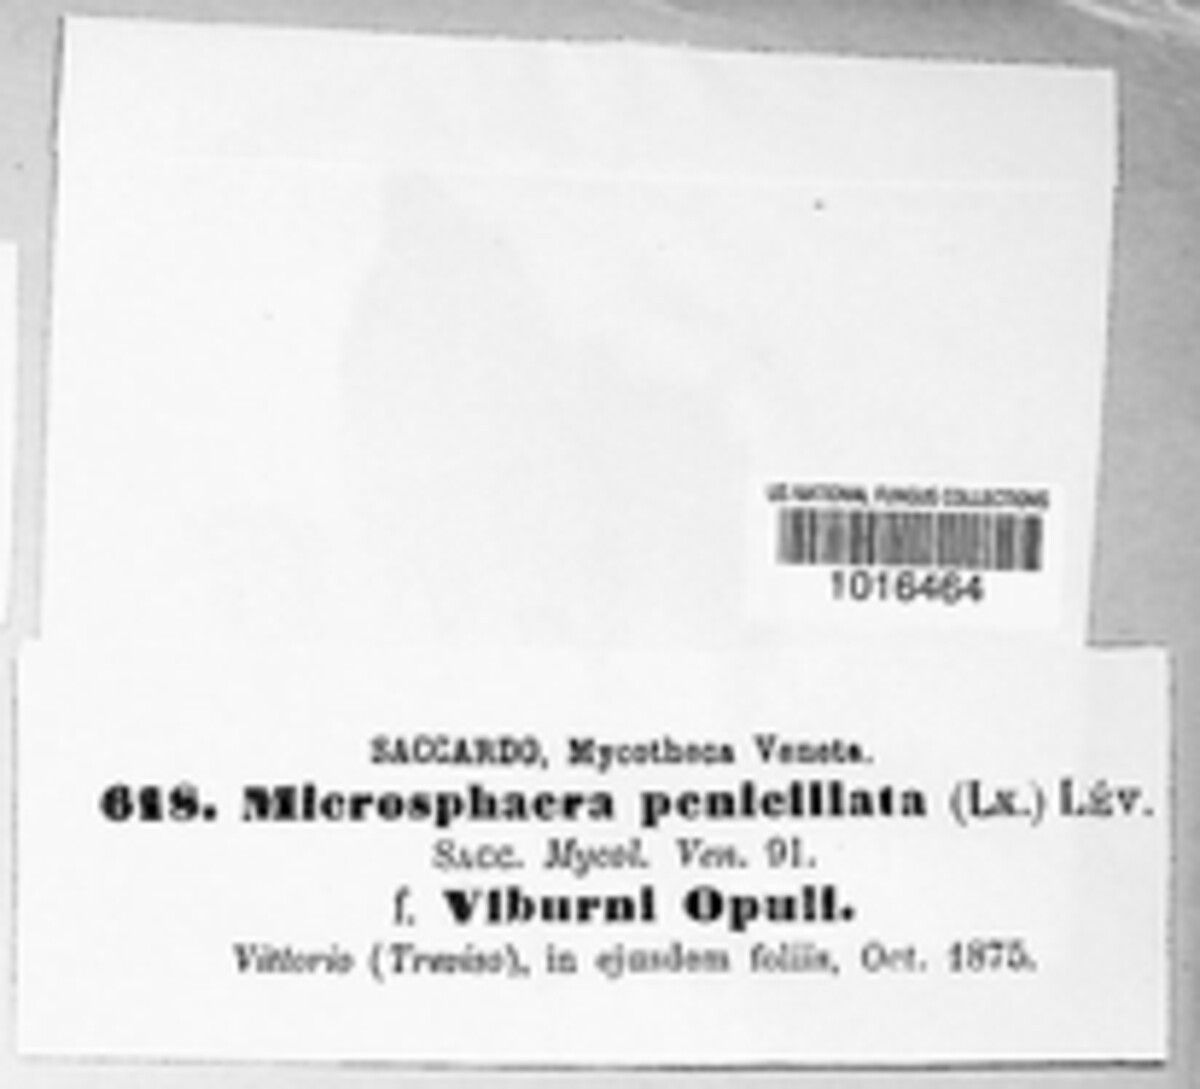 US NATIONAL FUNGUS COLLECTIONS
1016464
SACCARDO, Mycotheca Veneta.
618. Microsphaera penicillata (Lk.) Lév.
SACC. Mycol. Ven. 91.
f. Viburni Opuli.
Vittorio (Treviso), in ejusdem foliis, Oct. 1875.